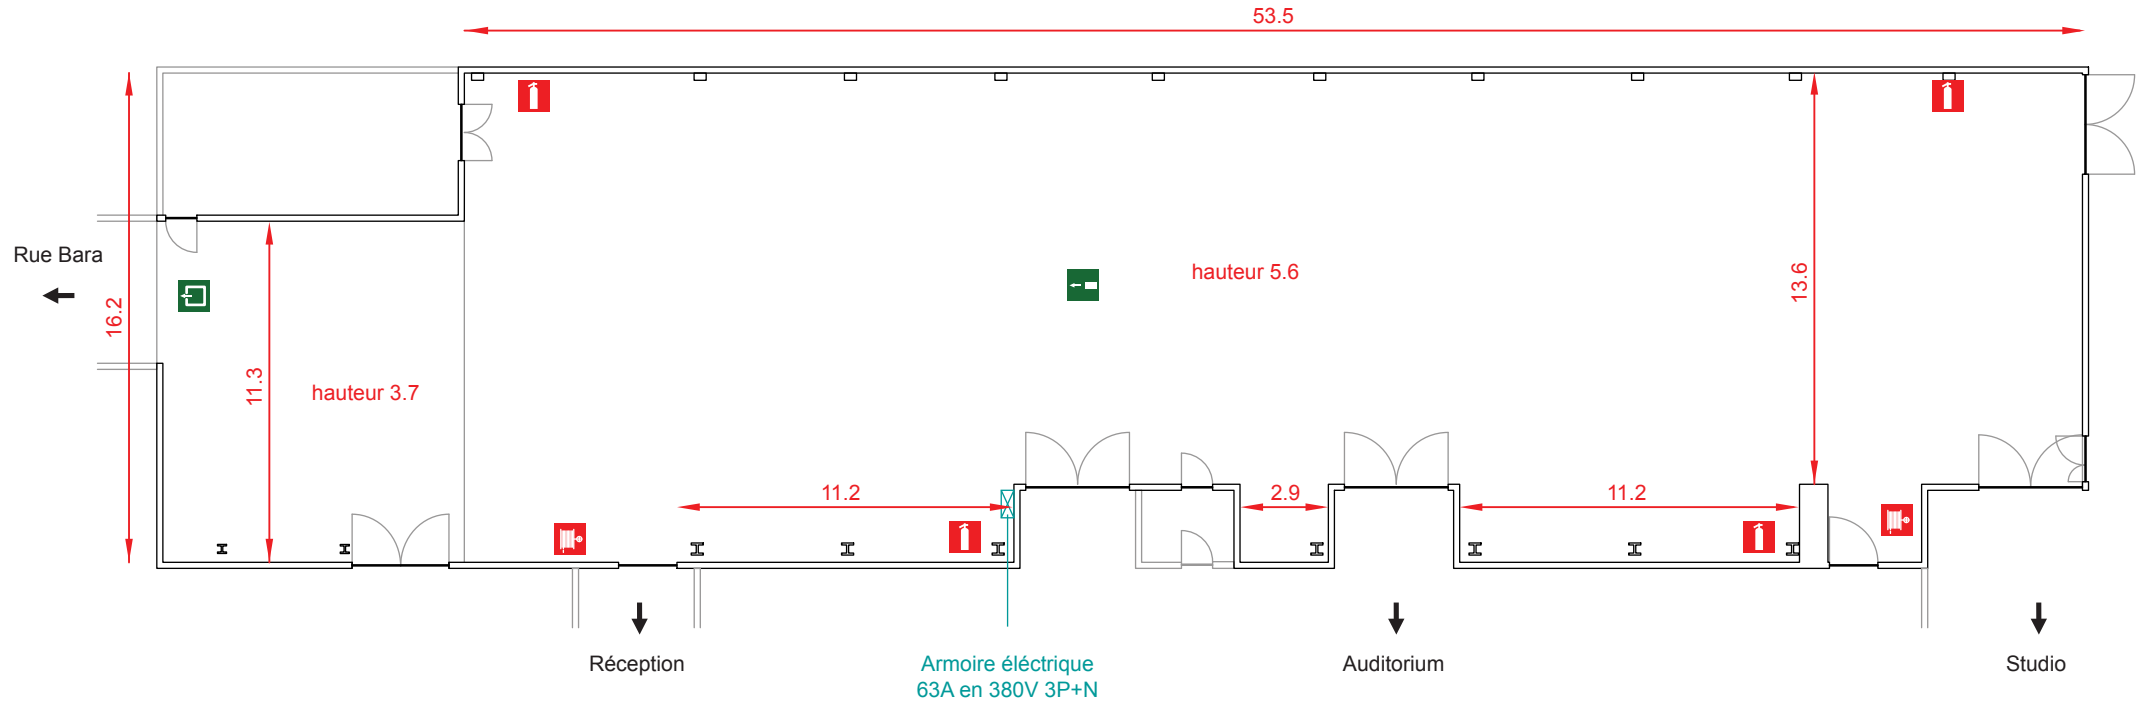 53.5
Rue Bara
16.2
11.3
hauteur 3.7
hauteur 5.6
13.6
11.2
2.9
11.2
Réception
Armoire éléctrique
63A en 380V 3P+N
Auditorium
Studio